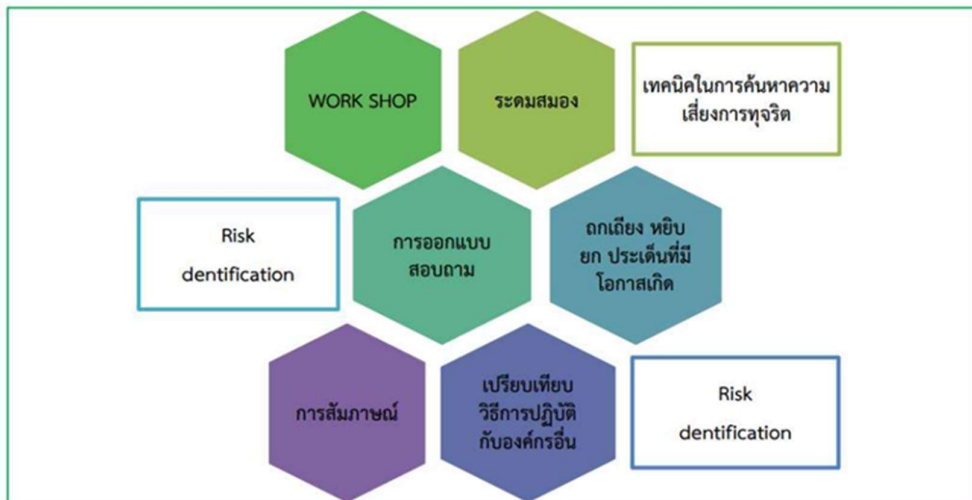 WORK SHOP
ระดมสมอง
เทคนิคในการค้นหาความ
เสี่ยงการทุจริต
Risk
dentification
การออกแบบ
สอบถาม
ถกเถียง หยิบ
ยก ประเด็นที่มี
โอกาสเกิด
การสัมภาษณ์
เปรียบเทียบ
วิธีการปฏิบัติ
กับองค์กรอื่น
Risk
dentification